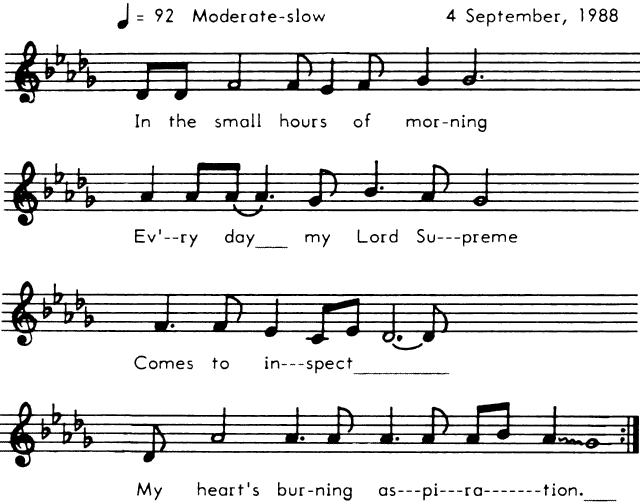 ♩ = 92 Moderate-slow 4 September, 1988
In the small hours of mor-ning
Ev'--ry day___ my Lord Su---preme
Comes to in---spect__________
My heart's bur-ning as---pi---ra-------tion.___